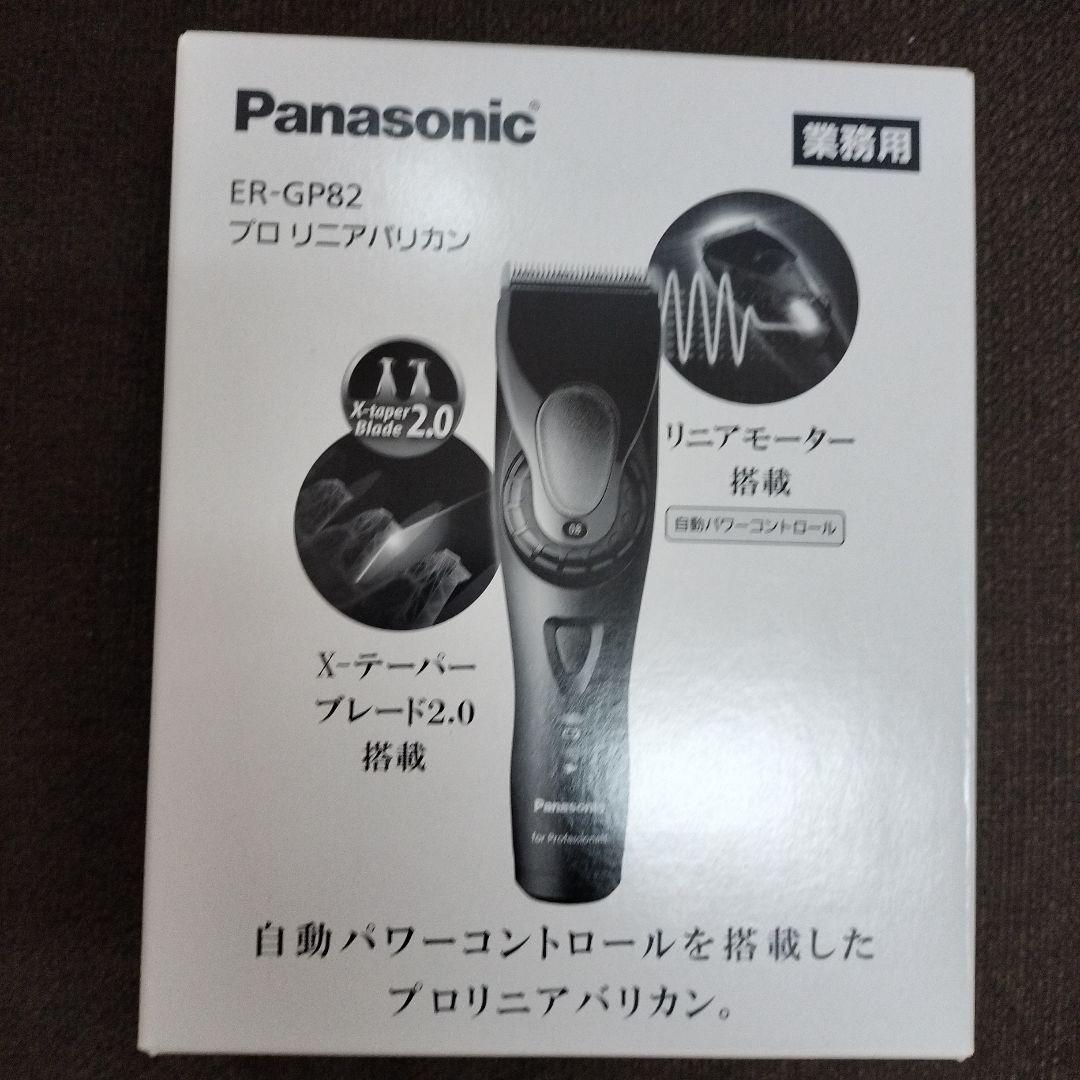 Panasonic®
業務用
ER-GP82
プロ リニアバリカン
X-taper
Blade 2.0
リニアモーター
搭載
自動パワーコントロール
08
X-テーパー
ブレード2.0
搭載
Panasonic
for Professionals
自動パワーコントロールを搭載した
プロリニアバリカン。